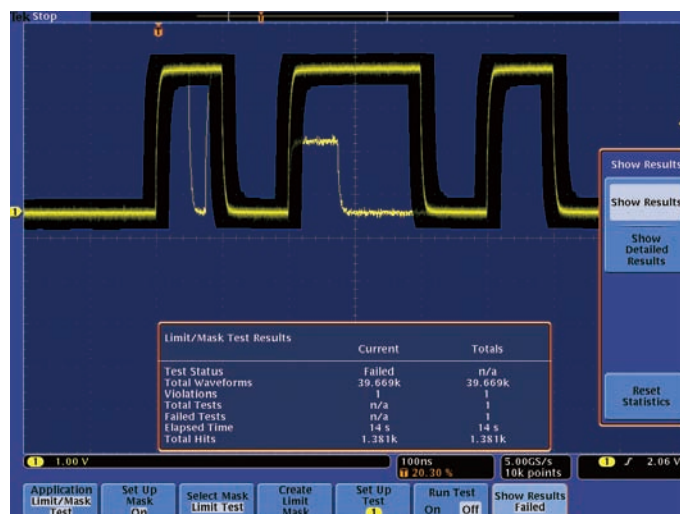 Tek Stop
Show Results
Show Results
Show
Detailed
Results
Limit/Mask Test Results
Current Totals
Test Status Failed n/a
Total Waveforms 39.669k 39.669k
Violations 1 1
Total Tests n/a 1
Failed Tests n/a 1
Elapsed Time 14 s 14 s
Total Hits 1.381k 1.381k
Reset
Statistics
1 1.00 V
100ns
T 20.30 %
5.00GS/s
10k points
1 2.06 V
Application
Limit/Mask
Test
Set Up
Mask
On
Select Mask
Limit Test
Create
Limit
Mask
Set Up
Test
1
Run Test
On Off
Show Results
Failed